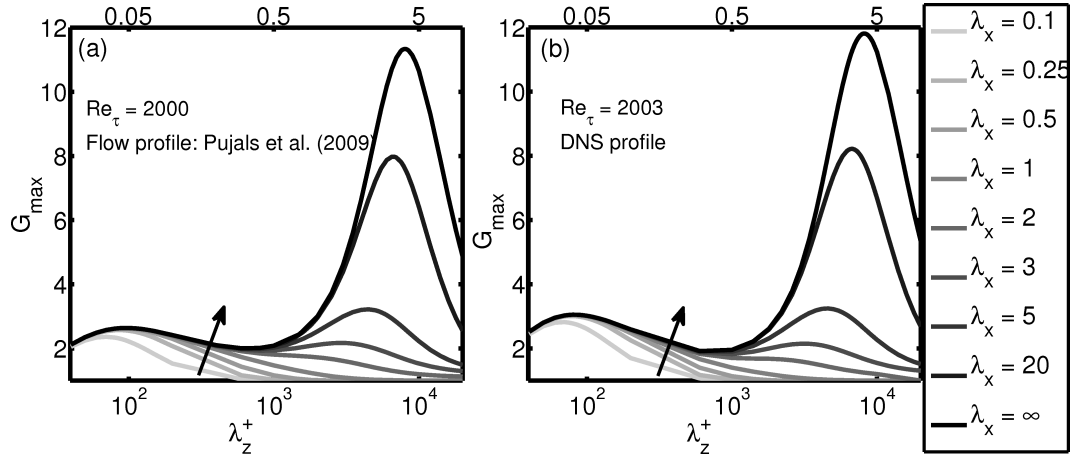 0.05 0.5 5
(a)
Re_τ = 2000
Flow profile: Pujals et al. (2009)
12
10
8
6
4
2
G_max
10^2 10^3 10^4
λ_z^+
0.05 0.5 5
(b)
Re_τ = 2003
DNS profile
12
10
8
6
4
2
G_max
10^2 10^3 10^4
λ_z^+
λ_x = 0.1
λ_x = 0.25
λ_x = 0.5
λ_x = 1
λ_x = 2
λ_x = 3
λ_x = 5
λ_x = 20
λ_x = ∞